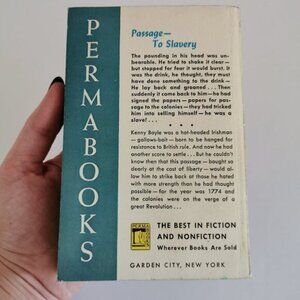 PERMABOOKS
Passage—
To Slavery
The pounding in his head was un-
bearable. He tried to shake it clear—
but stopped for fear it would burst. It
was the drink, he thought, they must
have done something to the drink—
He lay back and groaned . . . Then
suddenly it came back to him—he had
signed the papers—papers for passage
to the colonies—they had tricked
him into selling himself—he was a
slave! . . .
• • •
Kenny Boyle was a hot-headed Irishman
—gallows-bait—born to be hanged for
resistance to British rule. And now he had
another score to settle . . . But he couldn't
know then that this passage—bought so
dearly at the cost of liberty—would al-
low him to strike back at those he hated
with more strength than he had thought
possible—for the year was 1774
and the colonies were on the verge of
a great Revolution . . .
PERMA
THE BEST IN FICTION
AND NONFICTION
Wherever Books Are Sold
GARDEN CITY, NEW YORK